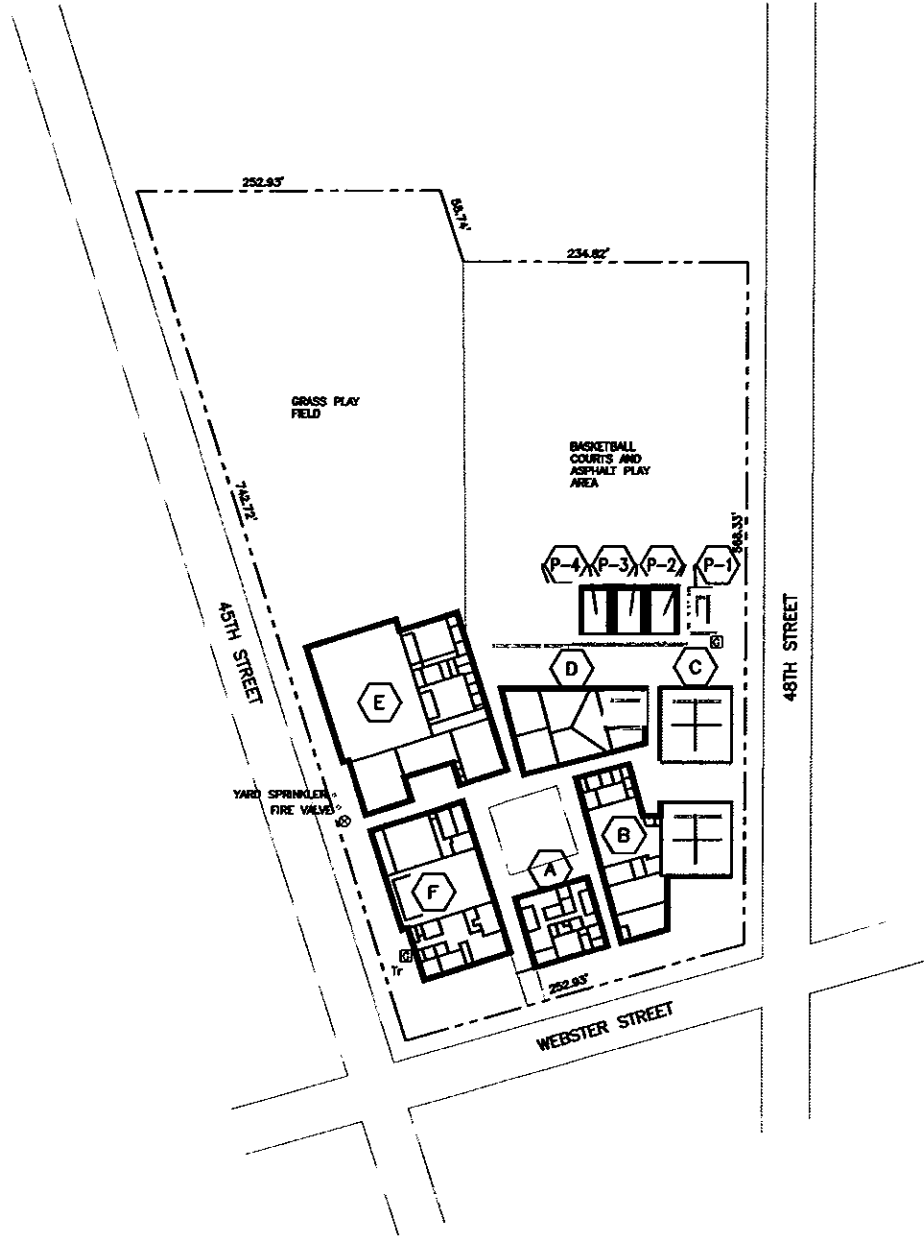 252.93'
58.74'
234.82'
GRASS PLAY
FIELD
BASKETBALL
COURTS AND
ASPHALT PLAY
AREA
742.72'
568.33'
P-4
P-3
P-2
P-1
45TH STREET
48TH STREET
G
D
C
E
YARD SPRINKLER
FIRE VALVE
B
A
F
G
Tr
252.93'
WEBSTER STREET